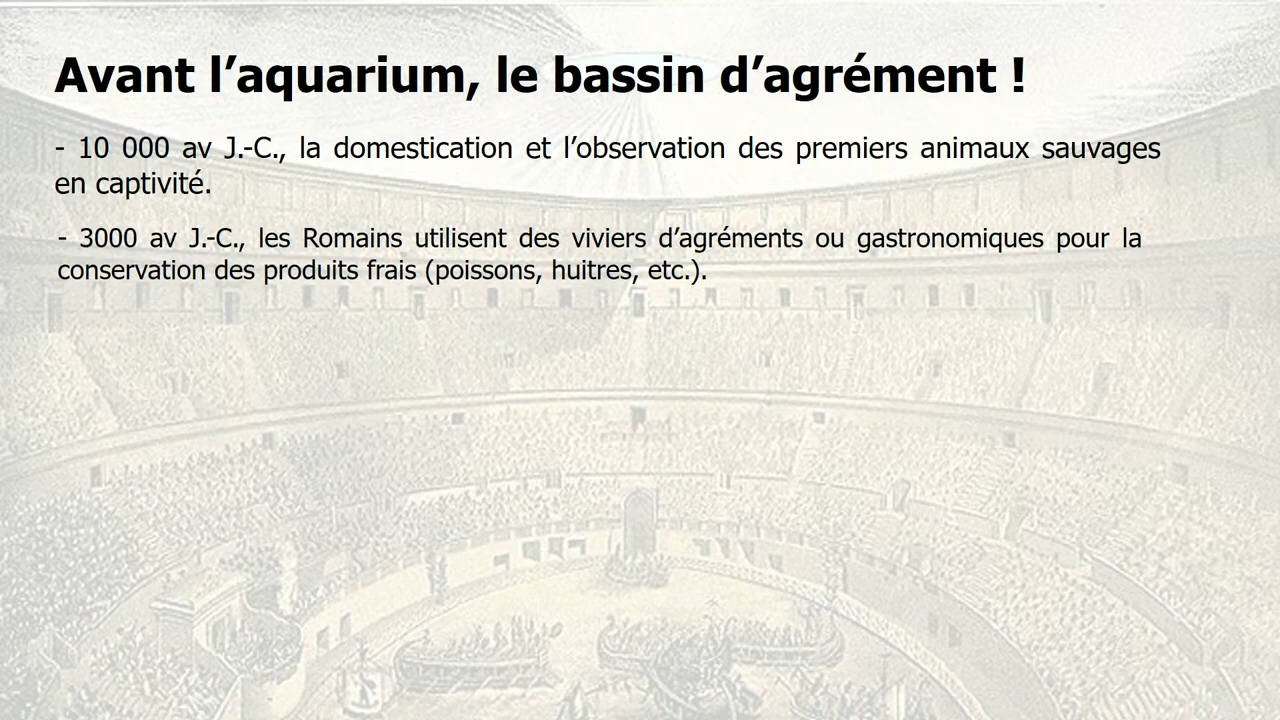 Avant l’aquarium, le bassin d’agrément !
- 10 000 av J.-C., la domestication et l’observation des premiers animaux sauvages
en captivité.
- 3000 av J.-C., les Romains utilisent des viviers d’agréments ou gastronomiques pour la
conservation des produits frais (poissons, huitres, etc.).